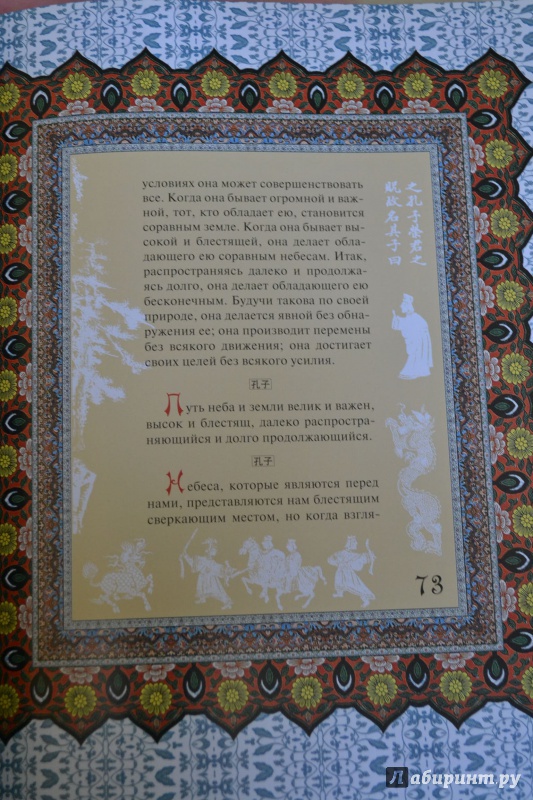 условиях она может совершенствовать
все. Когда она бывает огромной и важ-
ной, тот, кто обладает ею, становится
соравным земле. Когда она бывает вы-
сокой и блестящей, она делает обла-
дающего ею соравным небесам. Итак,
распространяясь далеко и продолжа-
ясь долго, она делает обладающего ею
бесконечным. Будучи такова по своей
природе, она делается явной без обна-
ружения ее; она производит перемены
без всякого движения; она достигает
своих целей без всякого усилия.
孔子
Путь неба и земли велик и важен,
высок и блестящ, далеко распростра-
няющийся и долго продолжающийся.
孔子
Небеса, которые являются перед
нами, представляются нам блестящим
сверкающим местом, но когда взгля-
之孔子
子曰
73
Лабиринт.ру